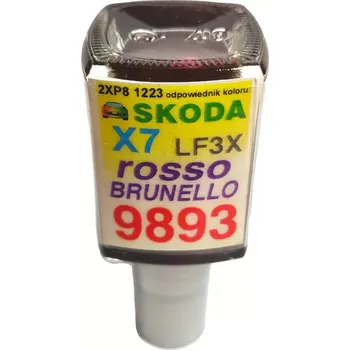 2XP8 1223 odpowiednik koloru:
SKODA
X7 LF3X
rosso
BRUNELLO
9893